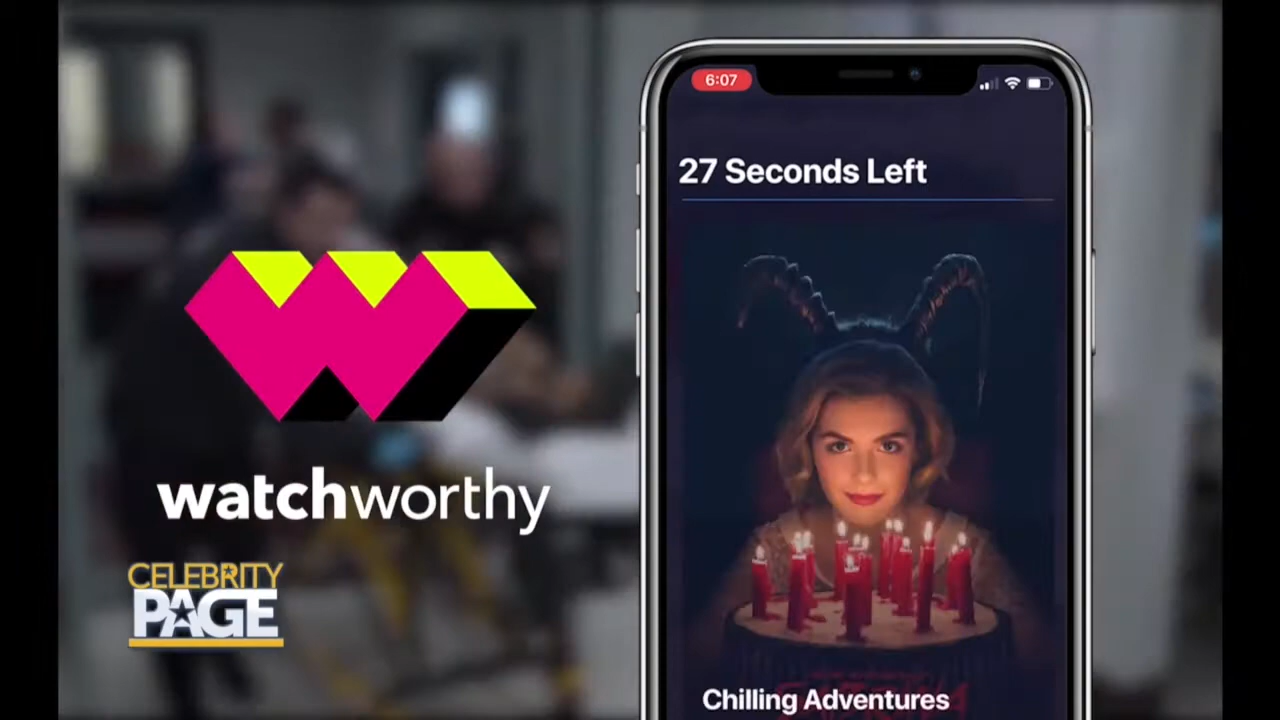 6:07
27 Seconds Left
watchworthy
CELEBRITY
PAGE
Chilling Adventures